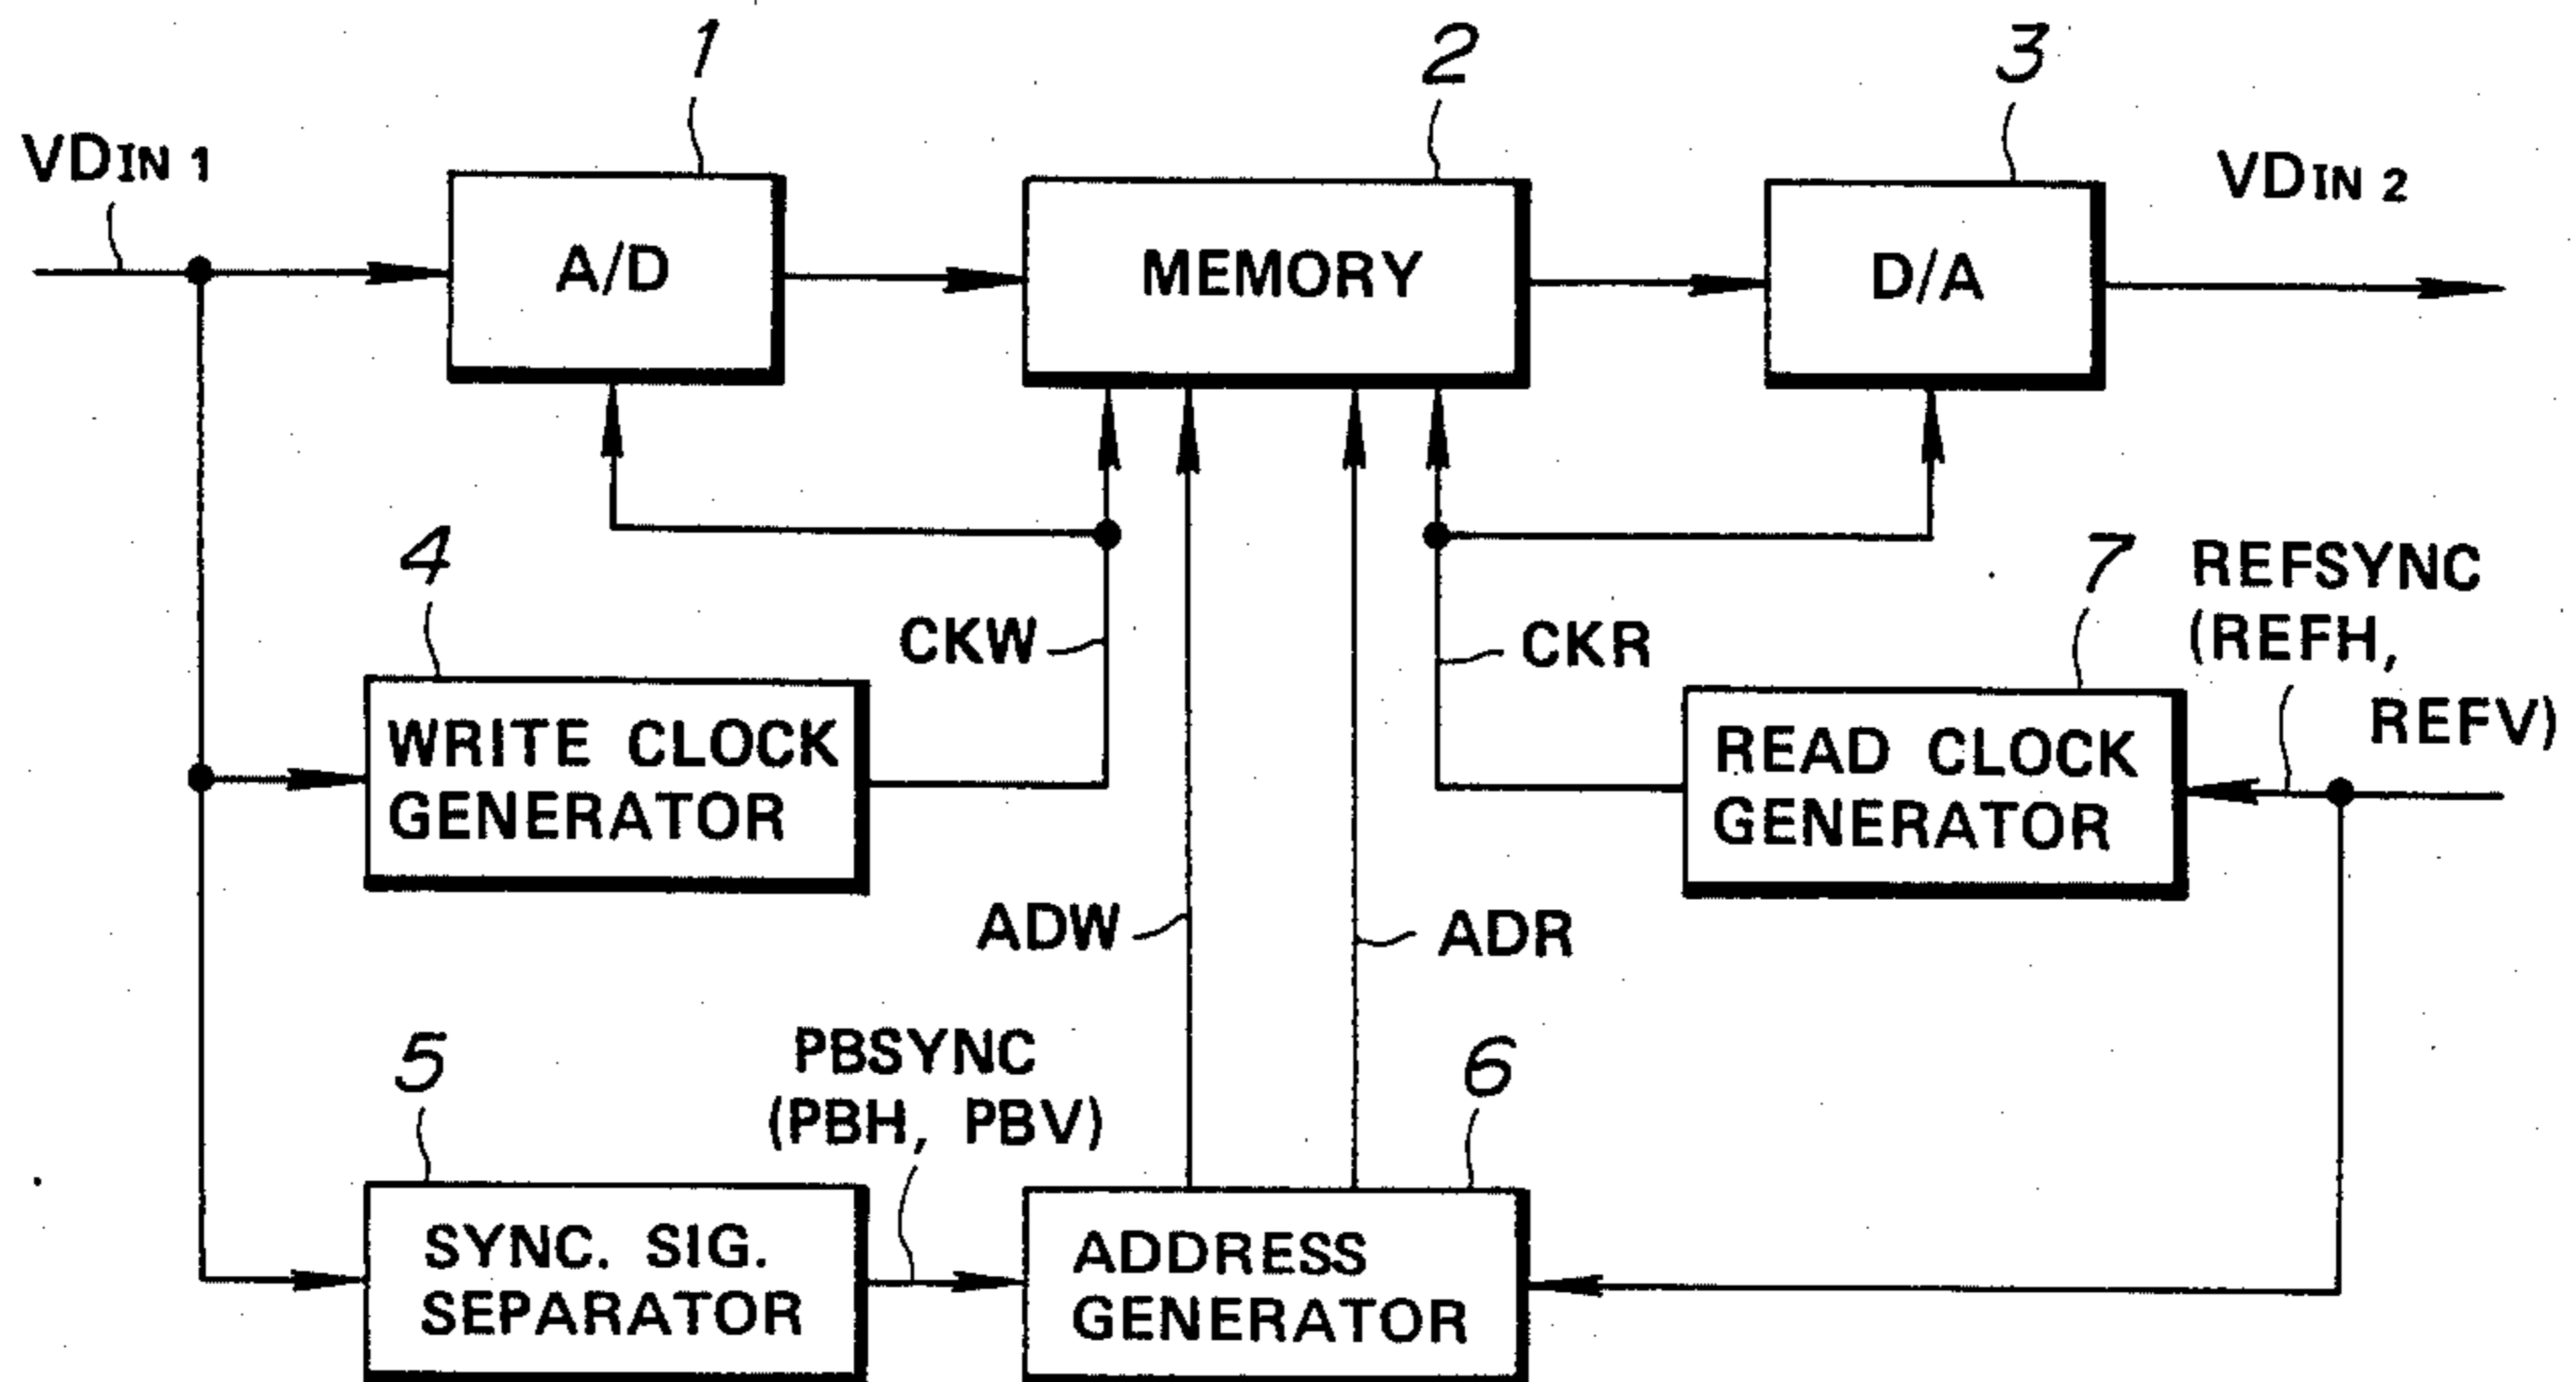 1
2
3
VDIN 1
VDIN 2
A/D
MEMORY
D/A
4
CKW
CKR
7
REFSYNC
(REFH,
REFV)
WRITE CLOCK
GENERATOR
READ CLOCK
GENERATOR
ADW
ADR
5
PBSYNC
(PBH, PBV)
6
SYNC. SIG.
SEPARATOR
ADDRESS
GENERATOR